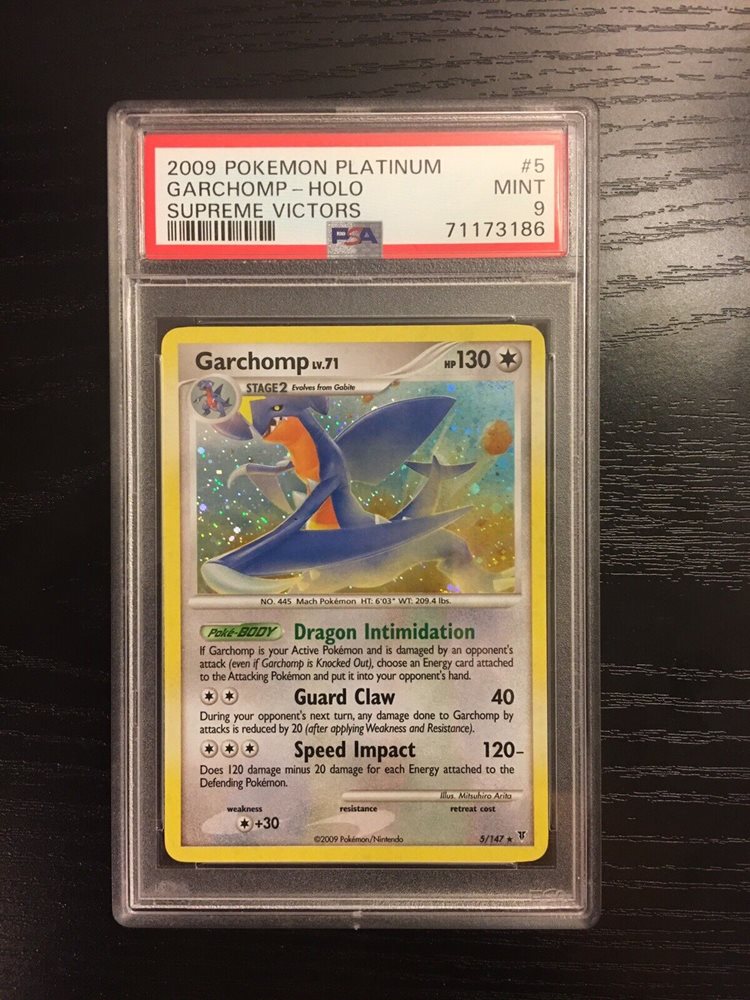 2009 POKEMON PLATINUM #5
GARCHOMP - HOLO MINT
SUPREME VICTORS 9
PSA 71173186
Garchomp LV.71 HP 130
STAGE 2 Evolves from Gabite
NO. 445 Mach Pokémon HT: 6'03" WT: 209.4 lbs.
Poké-BODY Dragon Intimidation
If Garchomp is your Active Pokémon and is damaged by an opponent's
attack (even if Garchomp is Knocked Out), choose an Energy card attached
to the Attacking Pokémon and put it into your opponent's hand.
Guard Claw 40
During your opponent's next turn, any damage done to Garchomp by
attacks is reduced by 20 (after applying Weakness and Resistance).
Speed Impact 120-
Does 120 damage minus 20 damage for each Energy attached to the
Defending Pokémon.
Illus. Mitsuhiro Arita
weakness resistance retreat cost
+30
©2009 Pokémon/Nintendo 5/147 ★